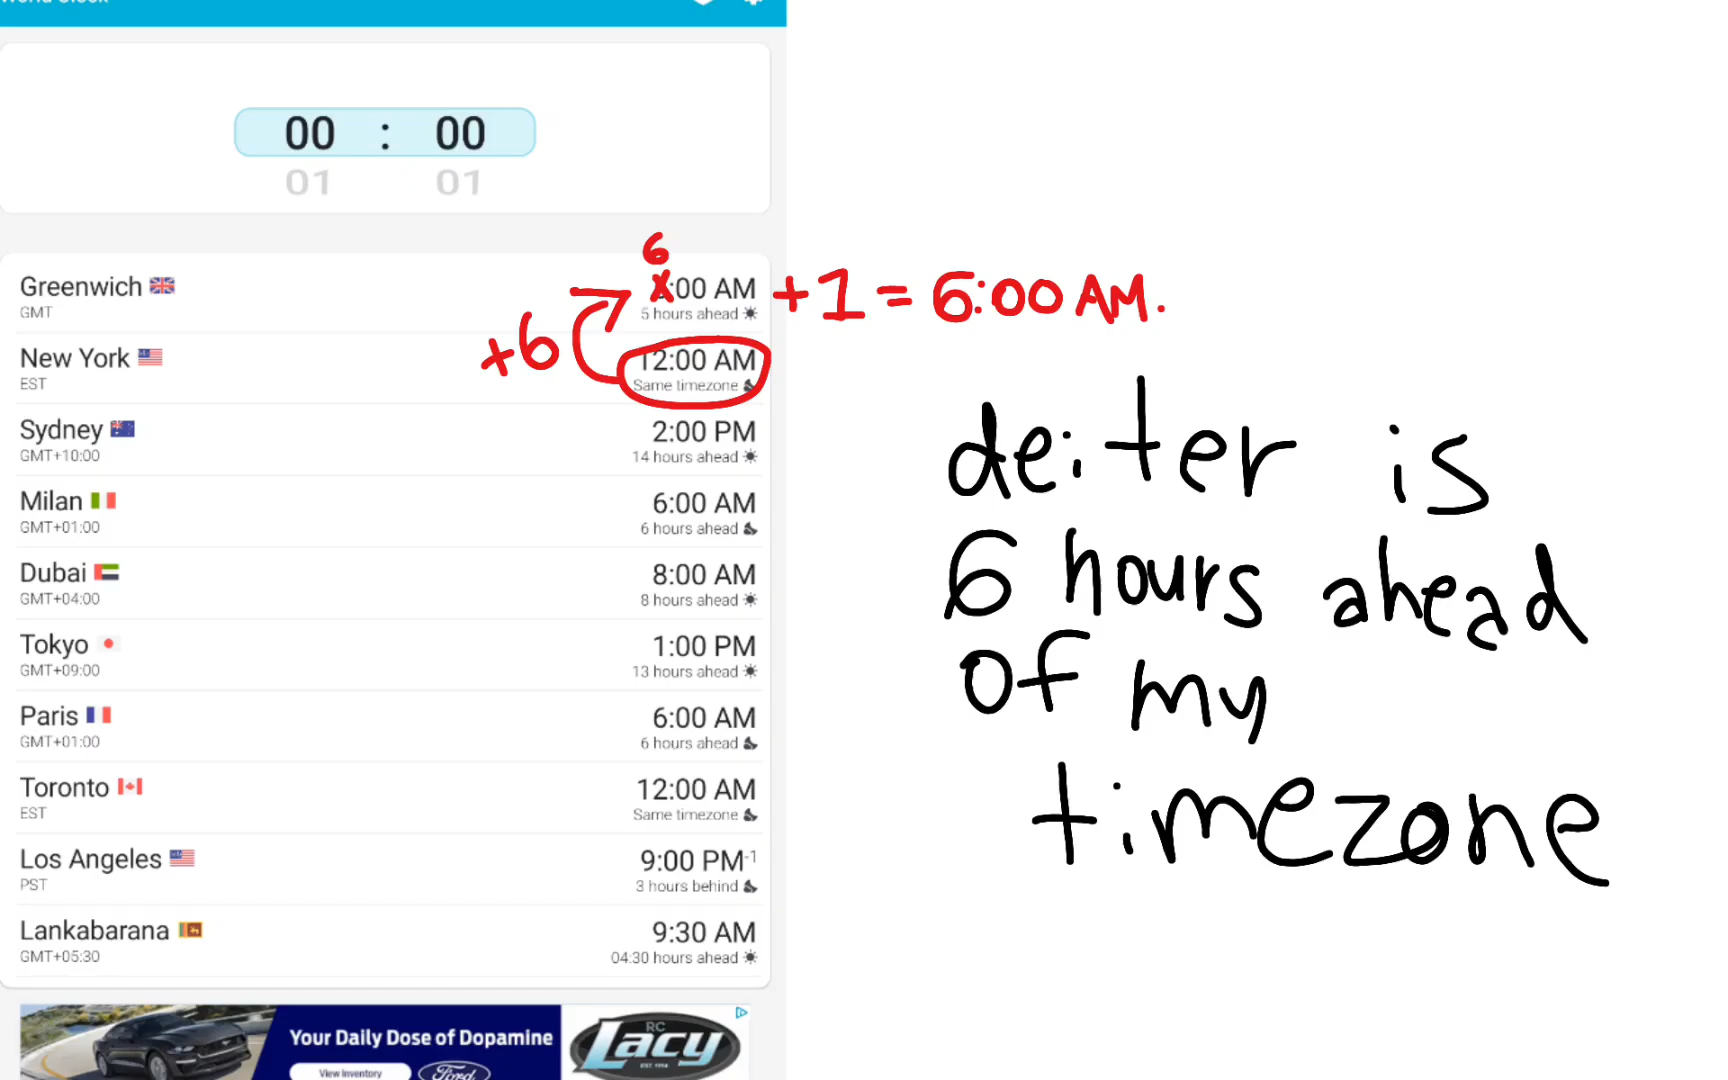 00 : 00
01 01
6
Greenwich
:00 AM +1 = 6:00 AM.
GMT
5 hours ahead
+6
New York
12:00 AM
EST
Same timezone
Sydney
2:00 PM
GMT+10:00
14 hours ahead
Milan
6:00 AM
GMT+01:00
6 hours ahead
Dubai
8:00 AM
GMT+04:00
8 hours ahead
Tokyo
1:00 PM
GMT+09:00
13 hours ahead
Paris
6:00 AM
GMT+01:00
6 hours ahead
Toronto
12:00 AM
EST
Same timezone
Los Angeles
9:00 PM-1
PST
3 hours behind
Lankabarana
9:30 AM
GMT+05:30
04:30 hours ahead
deiter is
6 hours ahead
of my
timezone
Your Daily Dose of Dopamine
View Inventory
Ford
RC
Lacy
EST. 1914